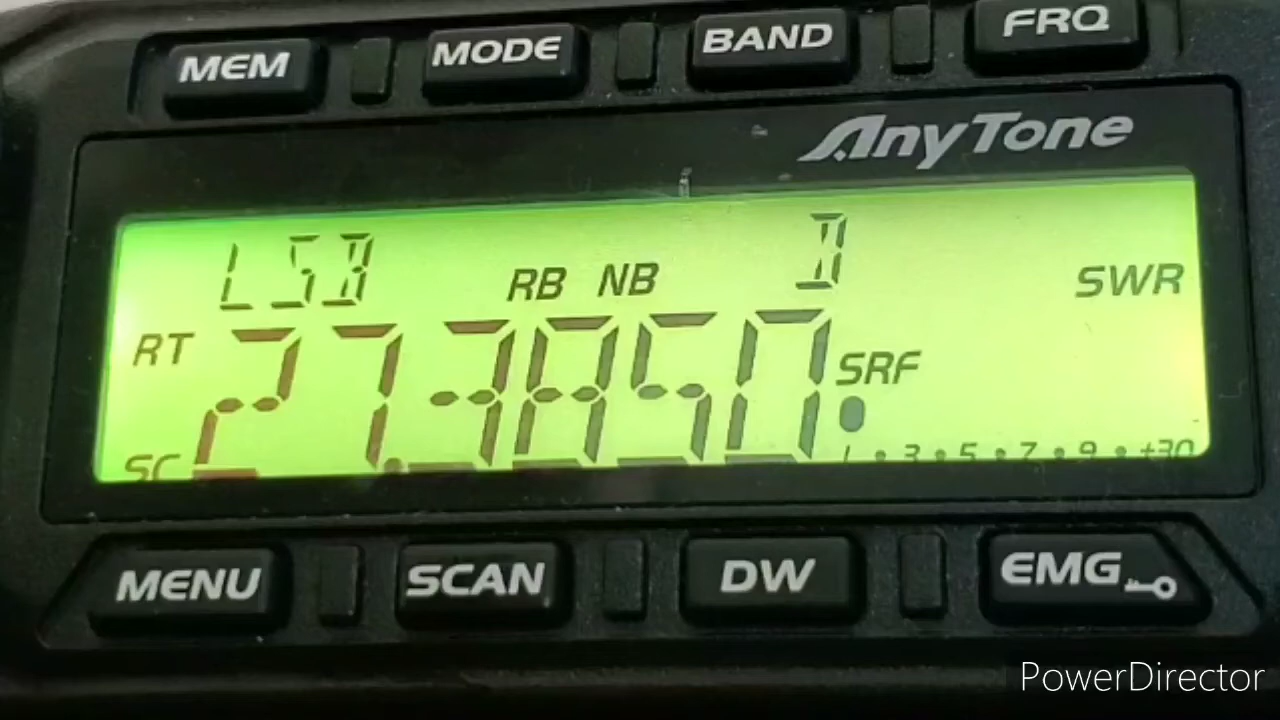 MEM MODE BAND FRQ
AnyTone
LSB RB NB D SWR
RT 27.3850 SRF
SC 1 • 3 • 5 • 7 • 9 • +30
MENU SCAN DW EMG
PowerDirector